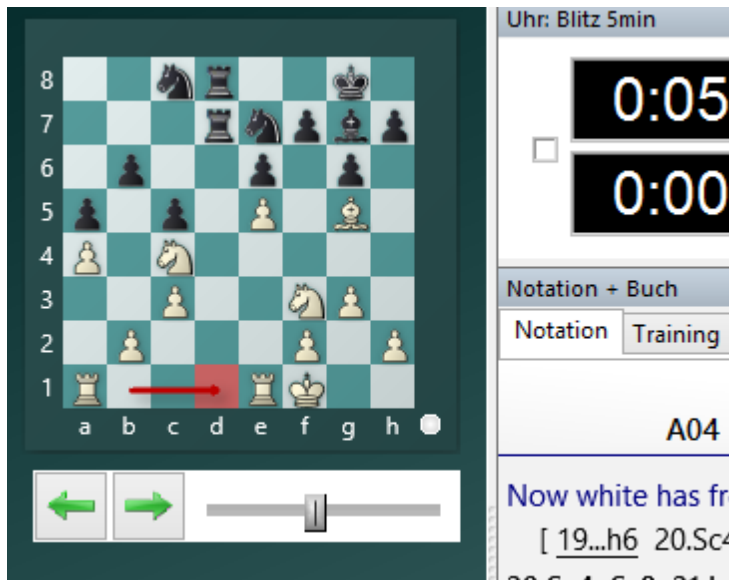 Uhr: Blitz 5min
8
7
6
5
4
3
2
1
a b c d e f g h
0:05
0:00
Notation + Buch
Notation Training
A04
Now white has fr
[ 19...h6 20.Sc4